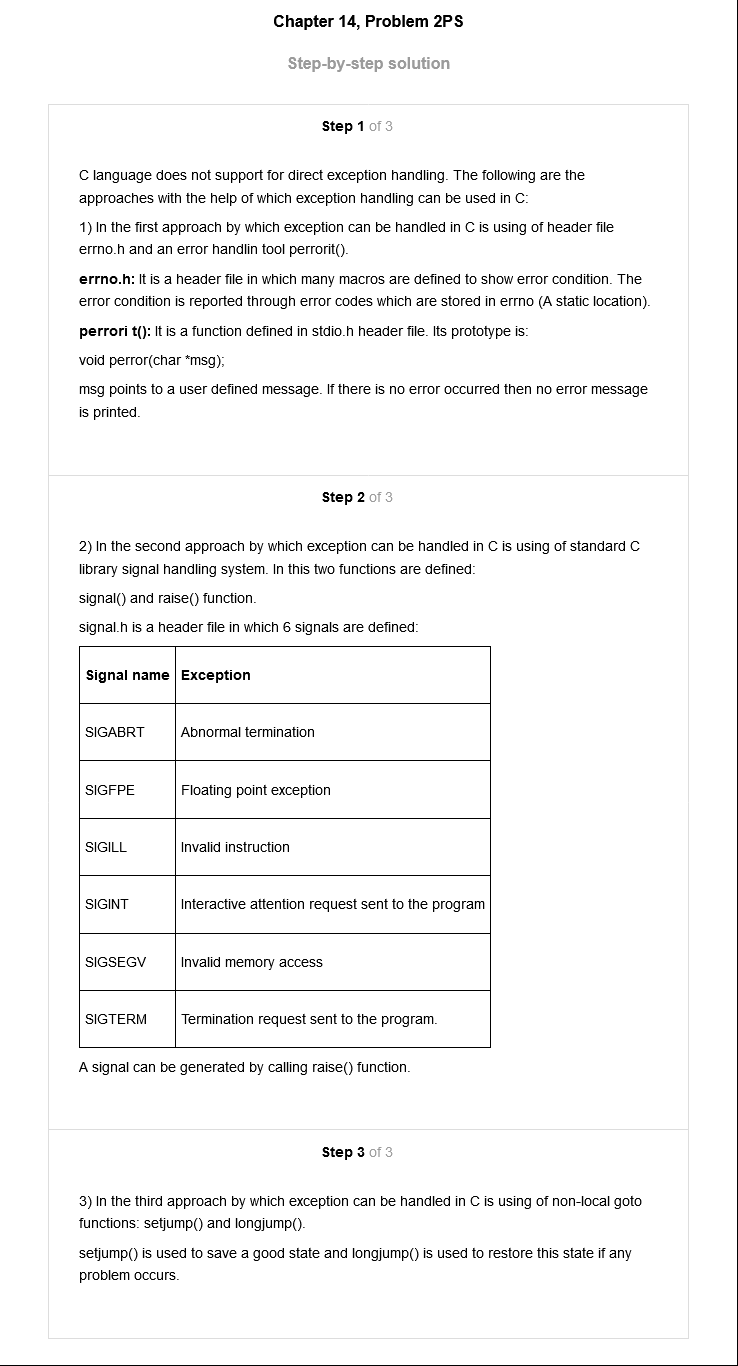 Chapter 14, Problem 2PS
Step-by-step solution
Step 1 of 3
C language does not support for direct exception handling. The following are the
approaches with the help of which exception handling can be used in C:
1) In the first approach by which exception can be handled in C is using of header file
errno.h and an error handlin tool perrorit().
errno.h: It is a header file in which many macros are defined to show error condition. The
error condition is reported through error codes which are stored in errno (A static location).
perrori t(): It is a function defined in stdio.h header file. Its prototype is:
void perror(char *msg);
msg points to a user defined message. If there is no error occurred then no error message
is printed.
Step 2 of 3
2) In the second approach by which exception can be handled in C is using of standard C
library signal handling system. In this two functions are defined:
signal() and raise() function.
signal.h is a header file in which 6 signals are defined:
Signal name Exception
SIGABRT Abnormal termination
SIGFPE Floating point exception
SIGILL Invalid instruction
SIGINT Interactive attention request sent to the program
SIGSEGV Invalid memory access
SIGTERM Termination request sent to the program.
A signal can be generated by calling raise() function.
Step 3 of 3
3) In the third approach by which exception can be handled in C is using of non-local goto
functions: setjump() and longjump().
setjump() is used to save a good state and longjump() is used to restore this state if any
problem occurs.